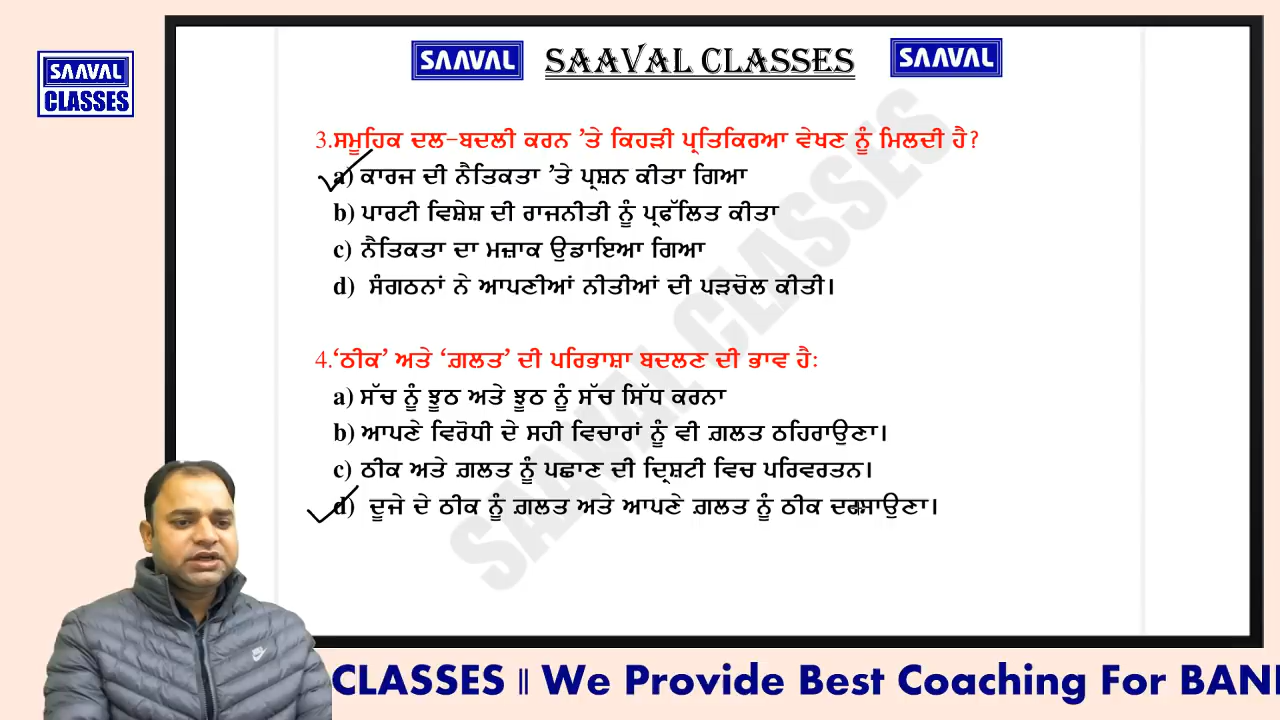 SAAVAL
CLASSES
SAAVAL
SAAVAL CLASSES
SAAVAL
3.ਸਮੂਹਿਕ ਦਲ-ਬਦਲੀ ਕਰਨ ’ਤੇ ਕਿਹੜੀ ਪ੍ਰਤਿਕਿਰਆ ਵੇਖਣ ਨੂੰ ਮਿਲਦੀ ਹੈ?
a) ਕਾਰਜ ਦੀ ਨੈਤਿਕਤਾ ’ਤੇ ਪ੍ਰਸ਼ਨ ਕੀਤਾ ਗਿਆ
b) ਪਾਰਟੀ ਵਿਸ਼ੇਸ਼ ਦੀ ਰਾਜਨੀਤੀ ਨੂੰ ਪ੍ਰਫੱਲਿਤ ਕੀਤਾ
c) ਨੈਤਿਕਤਾ ਦਾ ਮਜ਼ਾਕ ਉਡਾਇਆ ਗਿਆ
d) ਸੰਗਠਨਾਂ ਨੇ ਆਪਣੀਆਂ ਨੀਤੀਆਂ ਦੀ ਪੜਚੋਲ ਕੀਤੀ।
4.‘ਠੀਕ’ ਅਤੇ ‘ਗ਼ਲਤ’ ਦੀ ਪਰਿਭਾਸ਼ਾ ਬਦਲਣ ਦੀ ਭਾਵ ਹੈ:
a) ਸੱਚ ਨੂੰ ਝੂਠ ਅਤੇ ਝੂਠ ਨੂੰ ਸੱਚ ਸਿੱਧ ਕਰਨਾ
b) ਆਪਣੇ ਵਿਰੋਧੀ ਦੇ ਸਹੀ ਵਿਚਾਰਾਂ ਨੂੰ ਵੀ ਗ਼ਲਤ ਠਹਿਰਾਉਣਾ।
c) ਠੀਕ ਅਤੇ ਗ਼ਲਤ ਨੂੰ ਪਛਾਣ ਦੀ ਦ੍ਰਿਸ਼ਟੀ ਵਿਚ ਪਰਿਵਰਤਨ।
d) ਦੂਜੇ ਦੇ ਠੀਕ ਨੂੰ ਗ਼ਲਤ ਅਤੇ ਆਪਣੇ ਗ਼ਲਤ ਨੂੰ ਠੀਕ
SAAVAL CLASSES
CLASSES || We Provide Best Coaching For